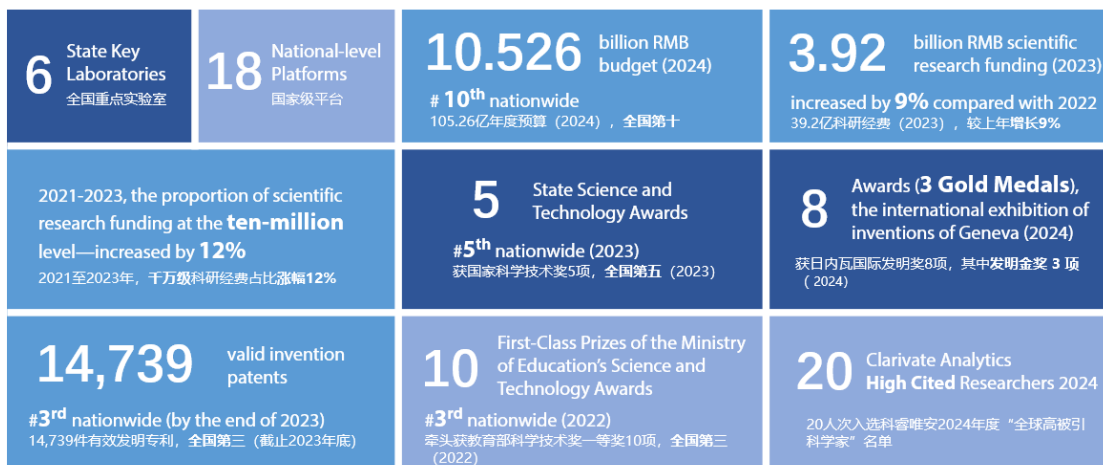 6
State Key
Laboratories
全国重点实验室
18
National-level
Platforms
国家级平台
10.526
billion RMB
budget (2024)
# 10th nationwide
105.26亿年度预算（2024），全国第十
3.92
billion RMB scientific
research funding (2023)
increased by 9% compared with 2022
39.2亿科研经费（2023），较上年增长9%
2021-2023, the proportion of scientific
research funding at the ten-million
level—increased by 12%
2021至2023年，千万级科研经费占比涨幅12%
5
State Science and
Technology Awards
#5th nationwide (2023)
获国家科学技术奖5项，全国第五（2023）
8
Awards (3 Gold Medals),
the international exhibition of
inventions of Geneva (2024)
获日内瓦国际发明奖8项，其中发明金奖 3 项
（2024）
14,739
valid invention
patents
#3rd nationwide (by the end of 2023)
14,739件有效发明专利，全国第三（截止2023年底）
10
First-Class Prizes of the Ministry
of Education's Science and
Technology Awards
#3rd nationwide (2022)
牵头获教育部科学技术奖一等奖10项，全国第三
（2022）
20
Clarivate Analytics
High Cited Researchers 2024
20人次入选科睿唯安2024年度“全球高被引
科学家”名单